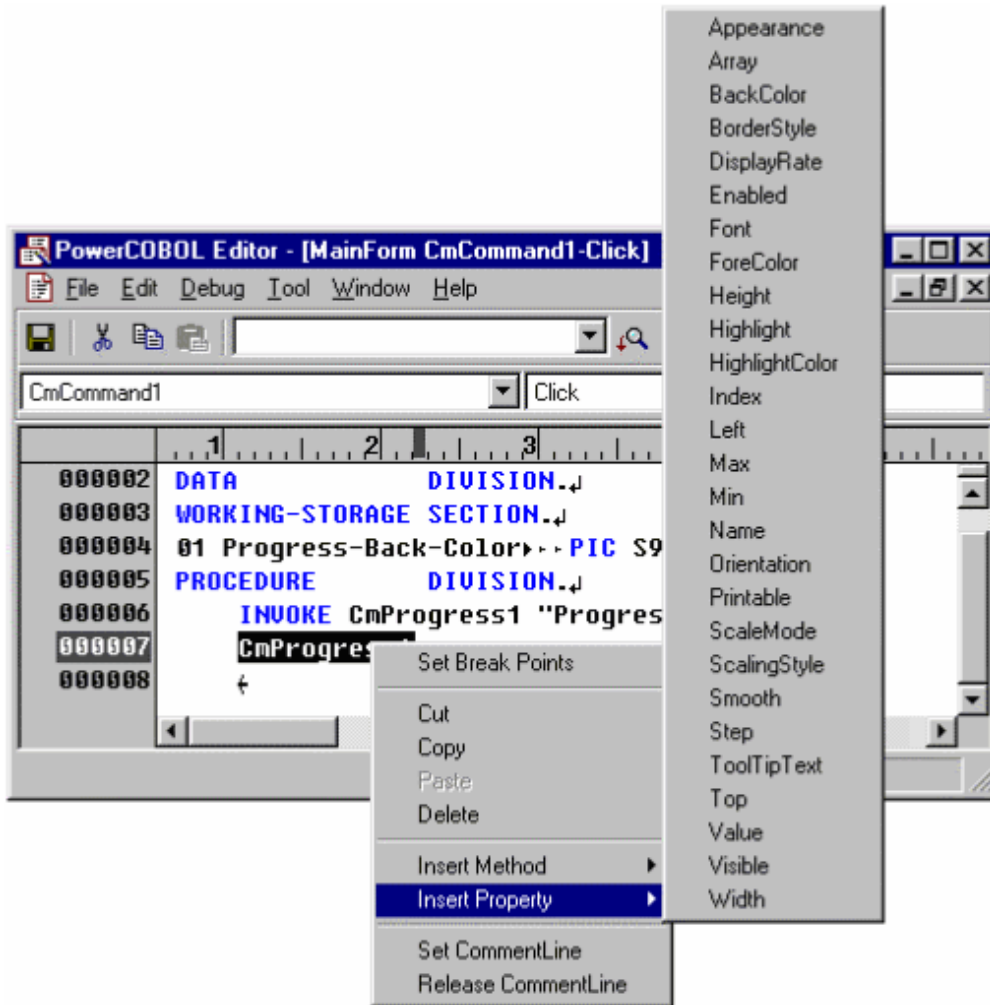 PowerCOBOL Editor - [MainForm CmCommand1-Click]
File Edit Debug Tool Window Help
CmCommand1 Click
1 2 3
000002 DATA DIVISION.
000003 WORKING-STORAGE SECTION.
000004 01 Progress-Back-Color PIC S9
000005 PROCEDURE DIVISION.
000006 INVOKE CmProgress1 "Progres
000007 CmProgres
000008
Set Break Points
Cut
Copy
Paste
Delete
Insert Method
Insert Property
Set CommentLine
Release CommentLine
Appearance
Array
BackColor
BorderStyle
DisplayRate
Enabled
Font
ForeColor
Height
Highlight
HighlightColor
Index
Left
Max
Min
Name
Orientation
Printable
ScaleMode
ScalingStyle
Smooth
Step
ToolTipText
Top
Value
Visible
Width